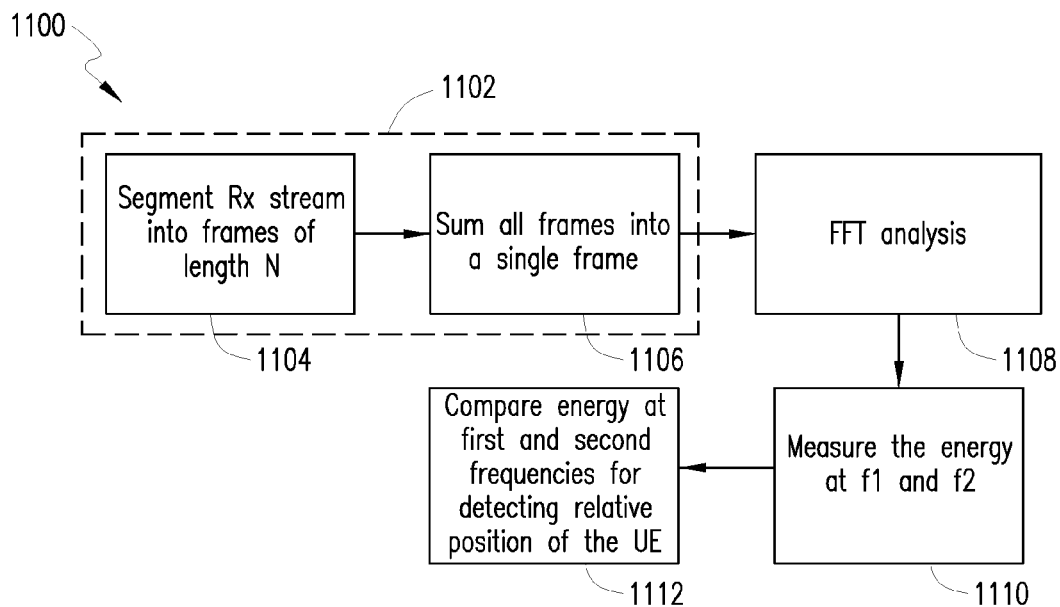 1100
1102
Segment Rx stream
into frames of
length N
Sum all frames into
a single frame
FFT analysis
1104
1106
1108
Compare energy at
first and second
frequencies for
detecting relative
position of the UE
Measure the energy
at f1 and f2
1112
1110